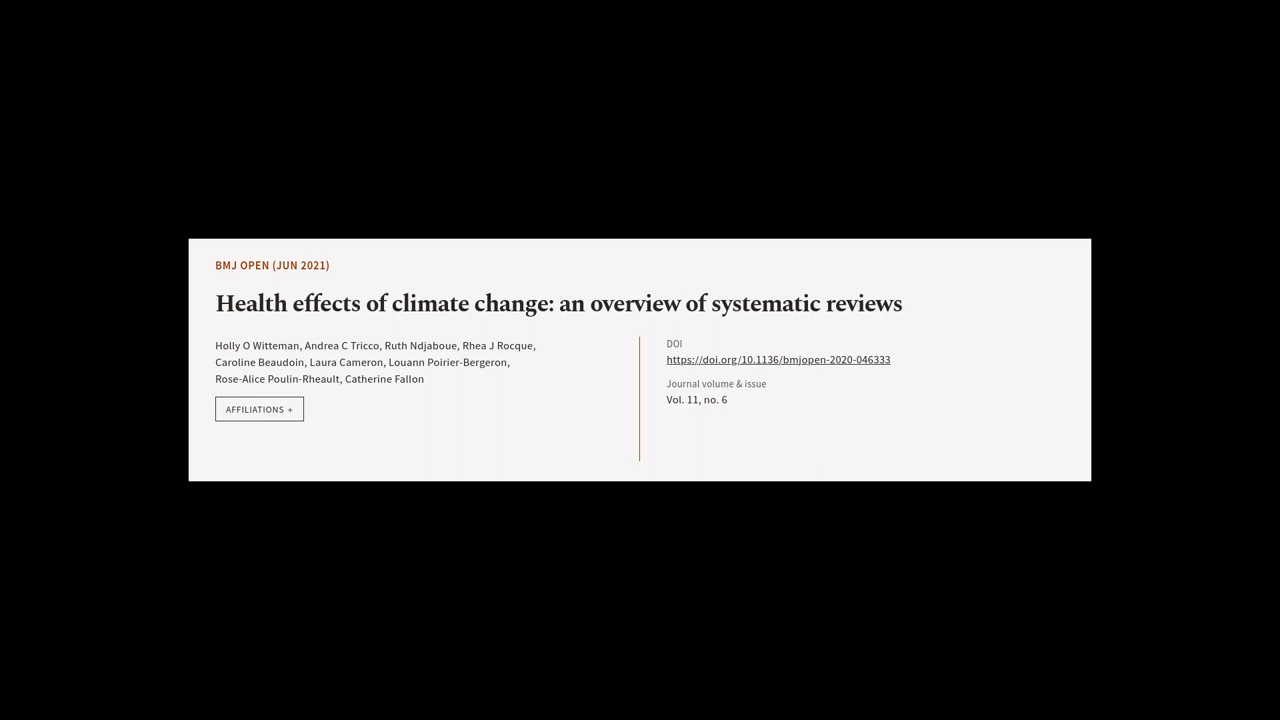 BMJ OPEN (JUN 2021)
Health effects of climate change: an overview of systematic reviews
Holly O Witteman, Andrea C Tricco, Ruth Ndjaboue, Rhea J Rocque,
Caroline Beaudoin, Laura Cameron, Louann Poirier-Bergeron,
Rose-Alice Poulin-Rheault, Catherine Fallon
AFFILIATIONS +
DOI
https://doi.org/10.1136/bmjopen-2020-046333
Journal volume & issue
Vol. 11, no. 6